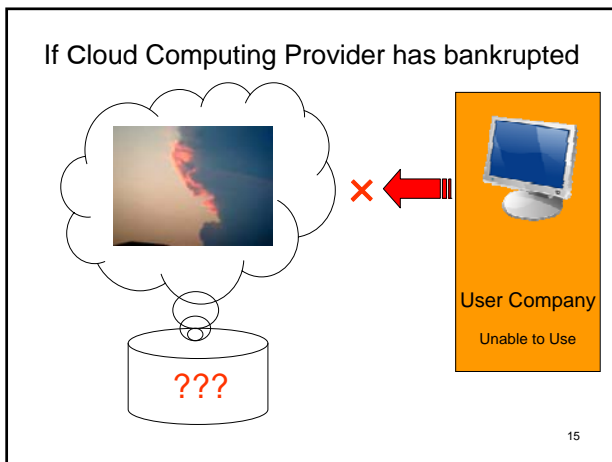 If Cloud Computing Provider has bankrupted
×
User Company
Unable to Use
???
15